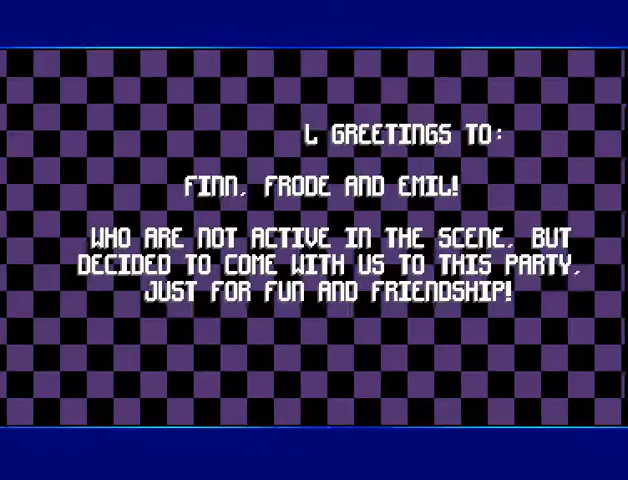 L GREETINGS TO:
FINN, FRODE AND EMIL!
WHO ARE NOT ACTIVE IN THE SCENE, BUT
DECIDED TO COME WITH US TO THIS PARTY,
JUST FOR FUN AND FRIENDSHIP!